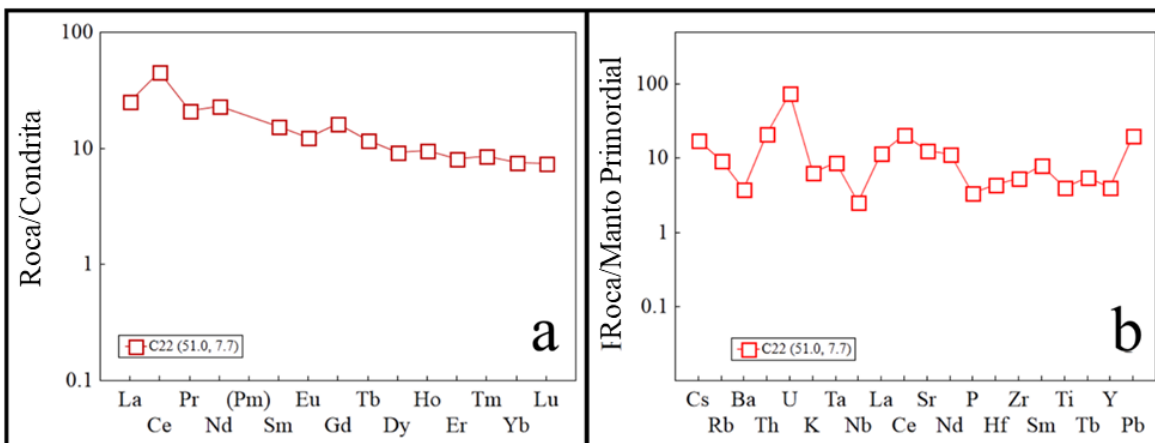 100
10
1
0.1
Roca/Condrita
C22 (51.0, 7.7)
a
La Pr (Pm) Eu Tb Ho Tm Lu
Ce Nd Sm Gd Dy Er Yb
100
10
1
0.1
Roca/Manto Primordial
C22 (51.0, 7.7)
b
Cs Ba U Ta La Sr P Zr Ti Y
Rb Th K Nb Ce Nd Hf Sm Tb Pb